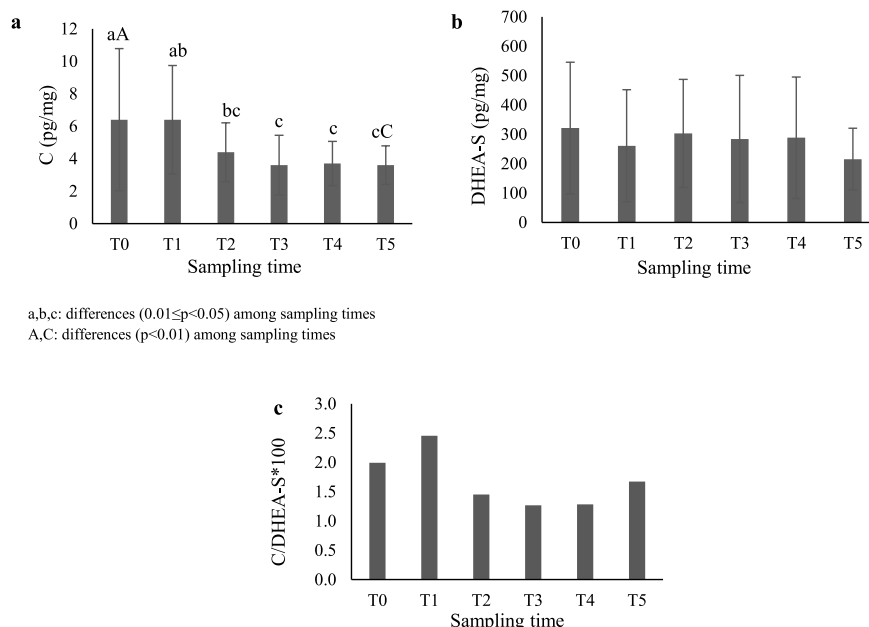 a
12
10
8
6
4
2
0
C (pg/mg)
aA
ab
bc
c
c
cC
T0 T1 T2 T3 T4 T5
Sampling time
b
700
600
500
400
300
200
100
0
DHEA-S (pg/mg)
T0 T1 T2 T3 T4 T5
Sampling time
a,b,c: differences (0.01≤p<0.05) among sampling times
A,C: differences (p<0.01) among sampling times
c
3.0
2.5
2.0
1.5
1.0
0.5
0.0
C/DHEA-S*100
T0 T1 T2 T3 T4 T5
Sampling time